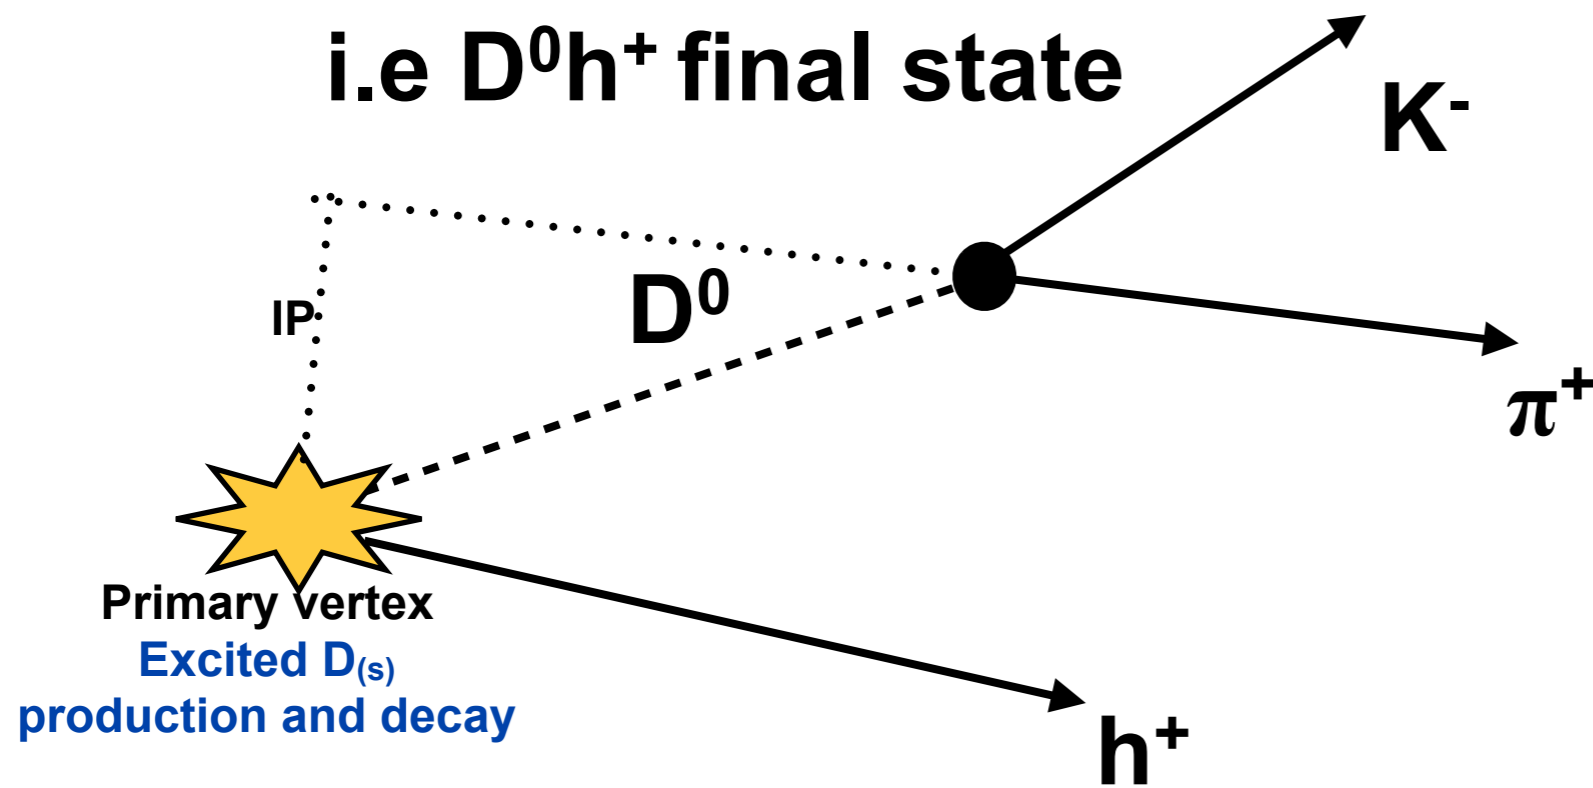 i.e D⁰h⁺ final state
K⁻
D⁰
IP
π⁺
Primary vertex
Excited D₍ₛ₎
production and decay
h⁺